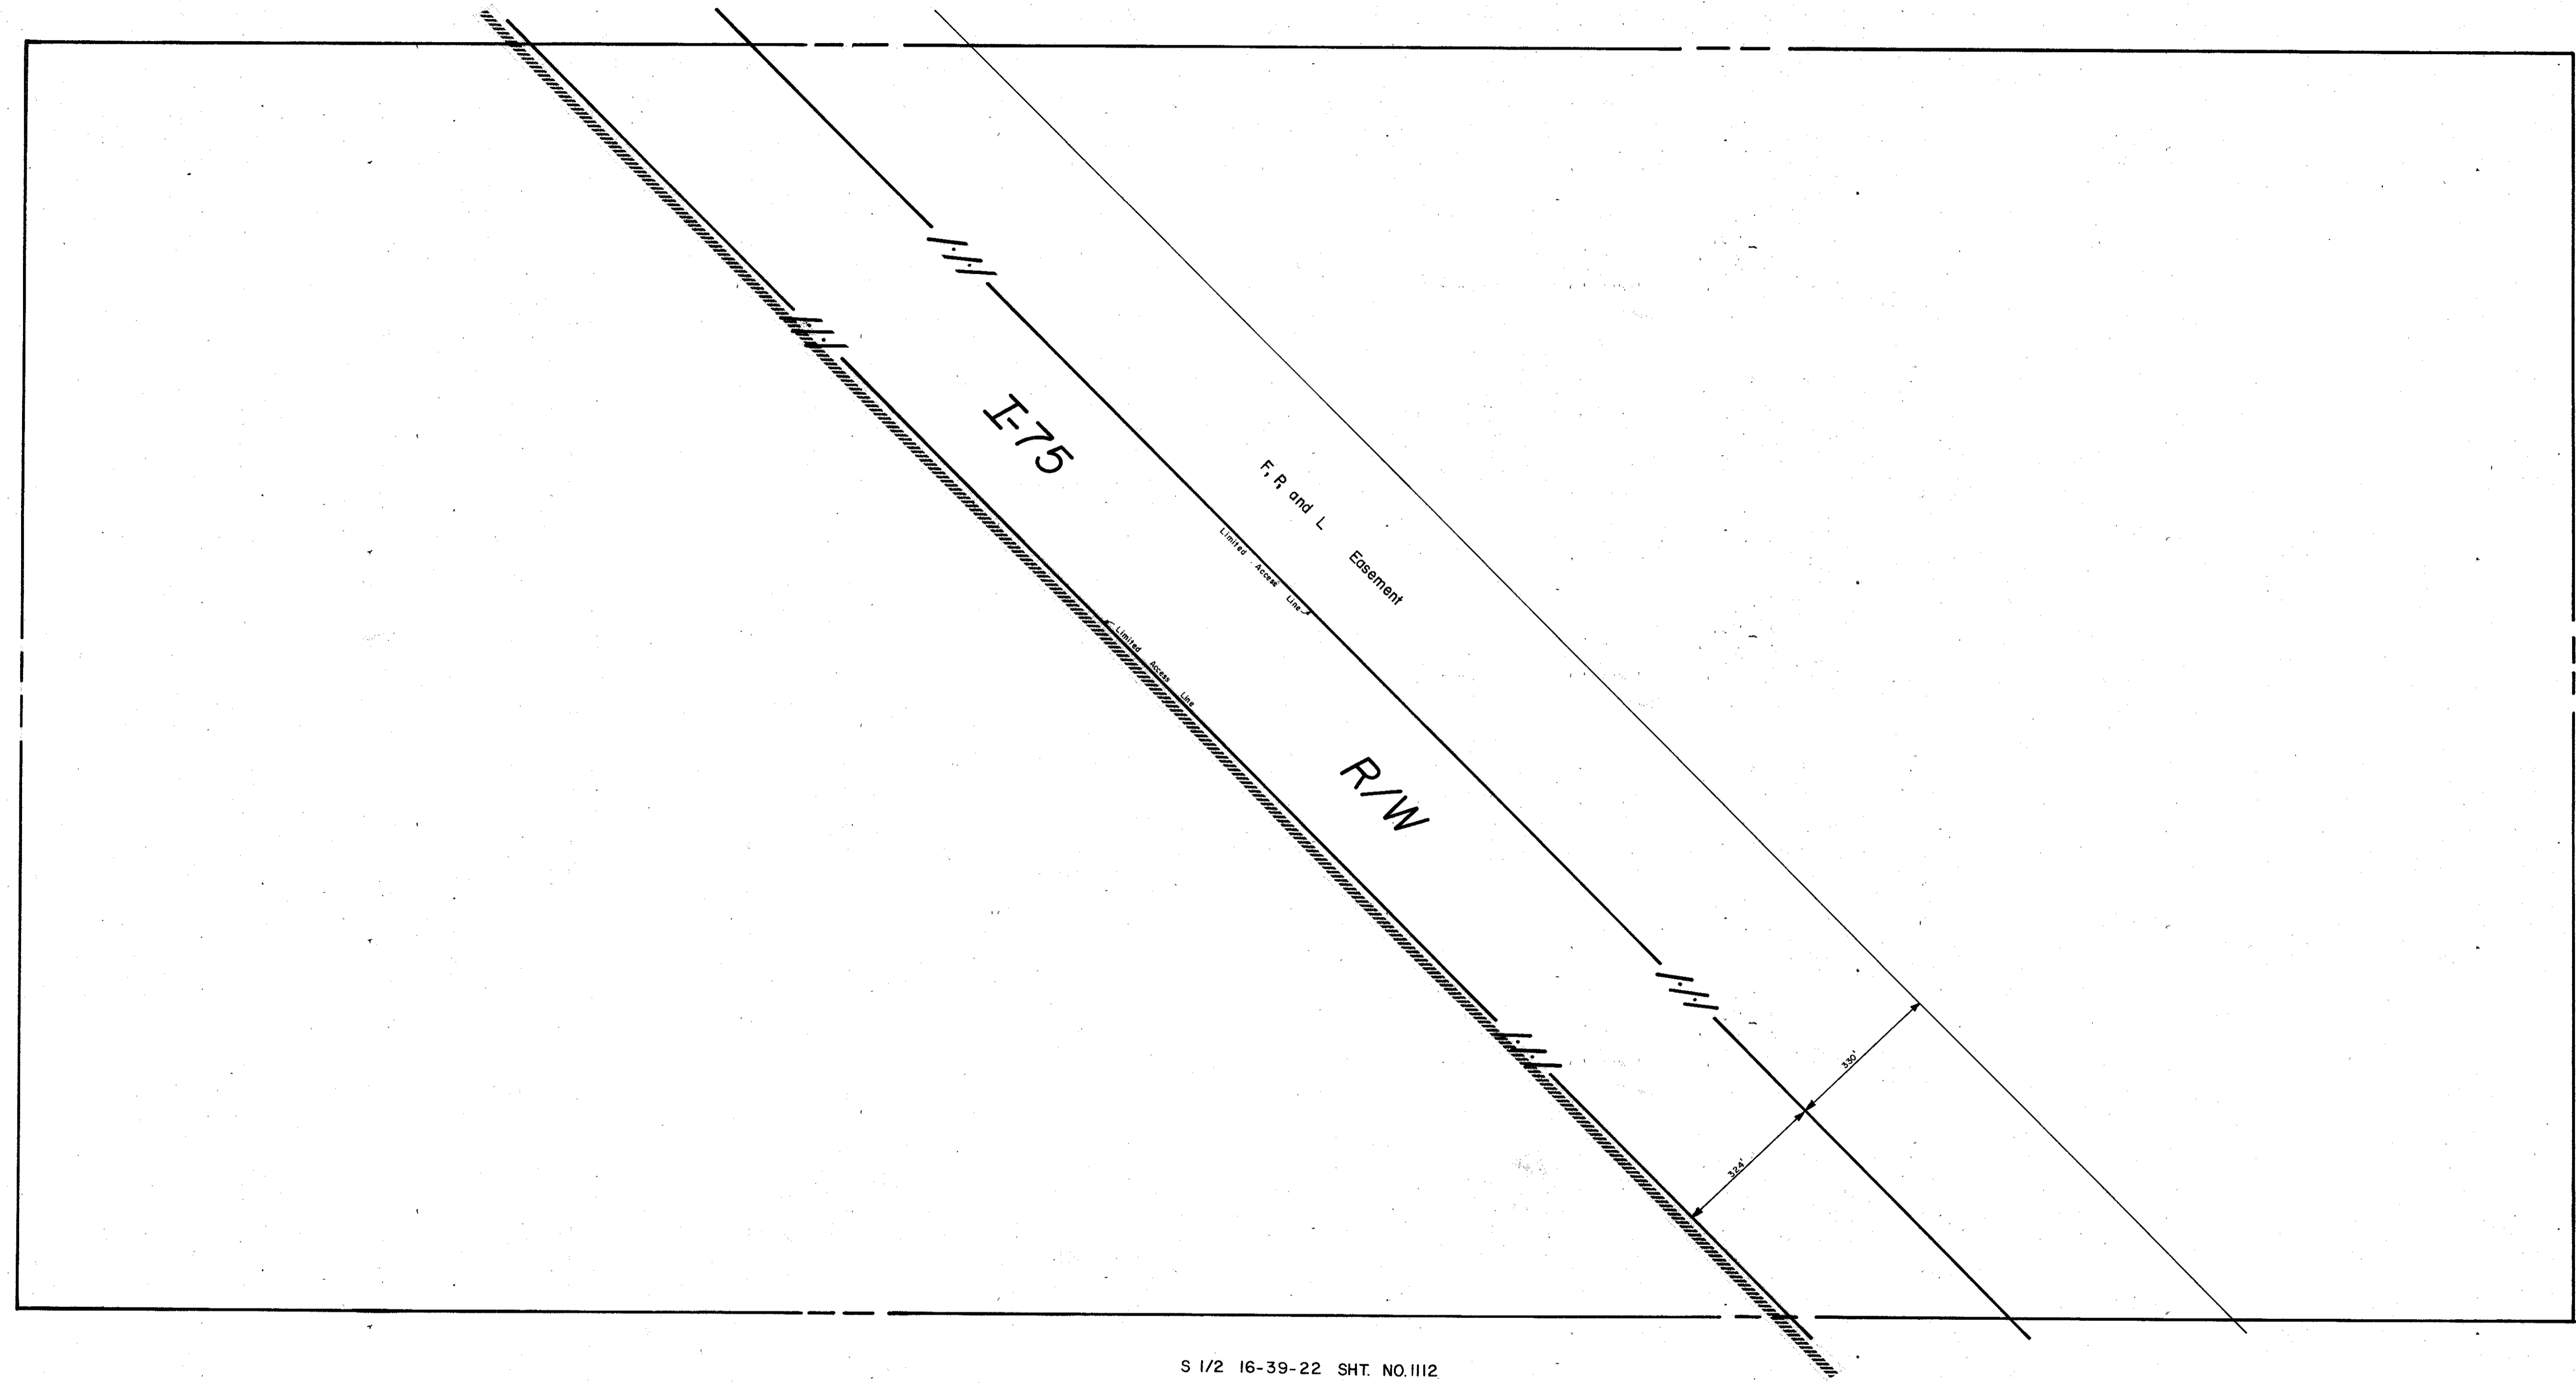 I-75
F, P, and L Easement
Limited Access Line
Limited Access Line
R/W
330'
324'
S 1/2 16-39-22 SHT. NO. 1112